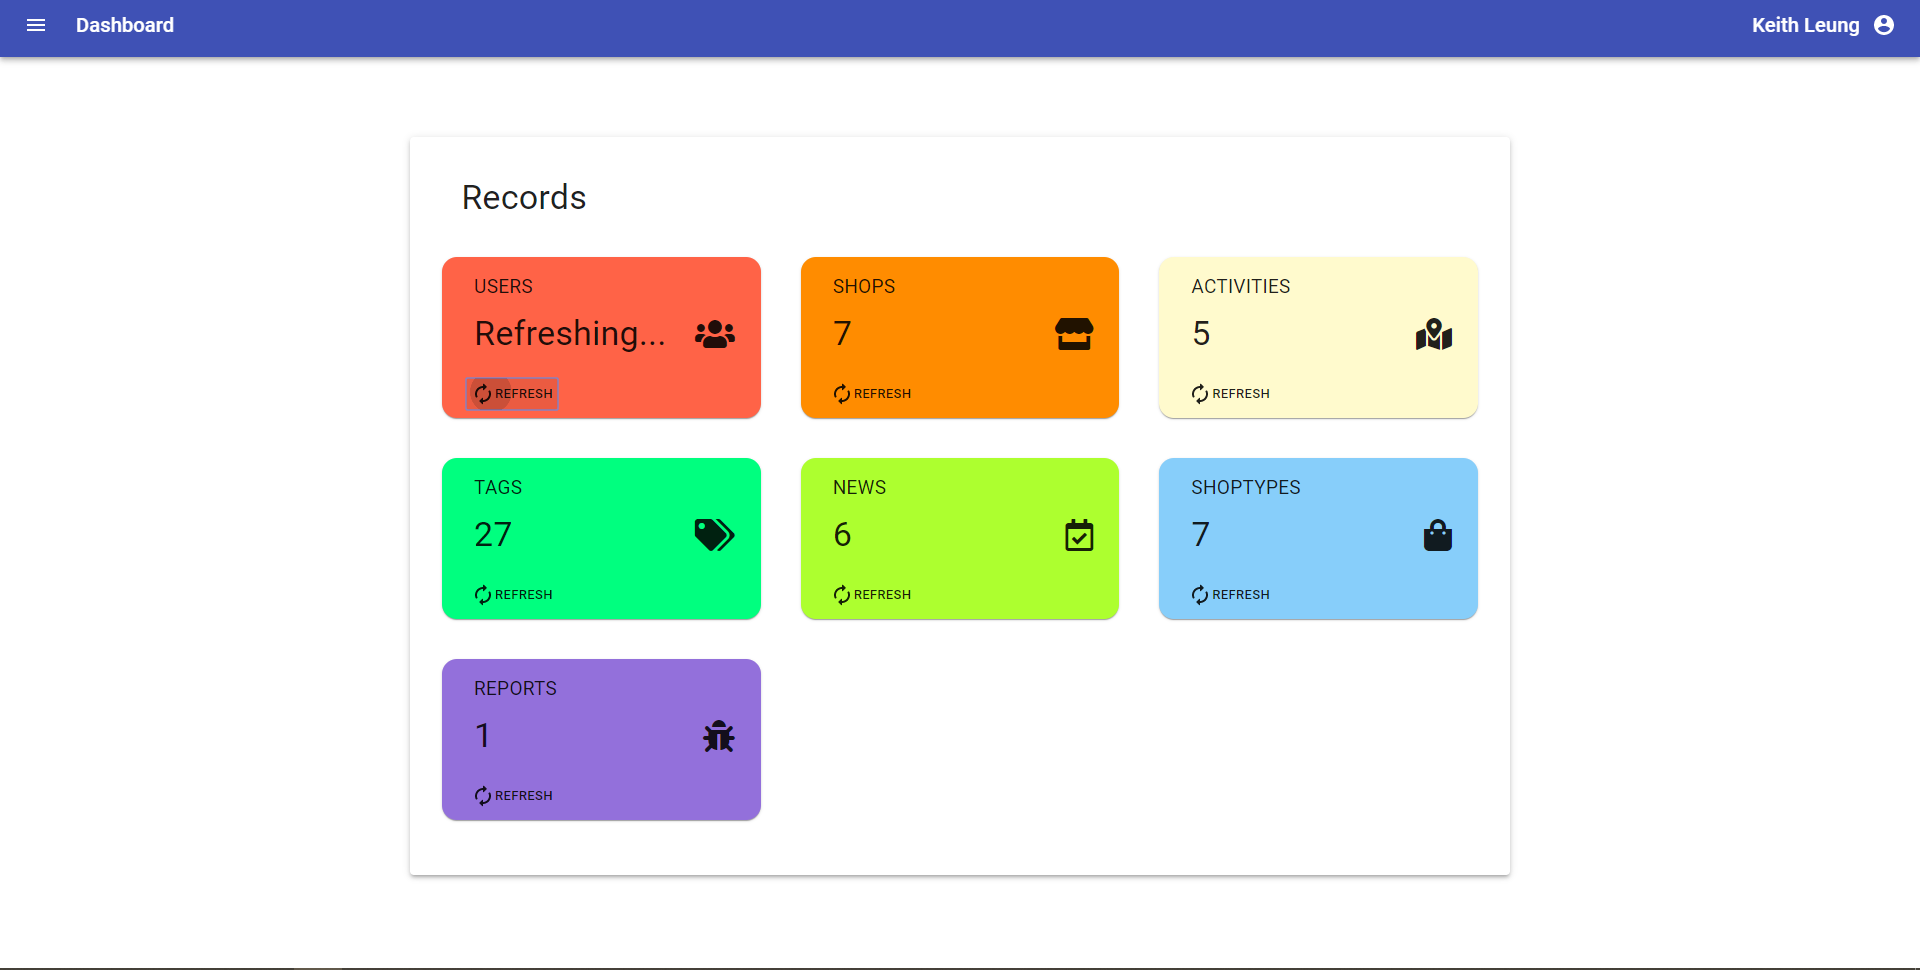 Dashboard
Keith Leung
Records
USERS
Refreshing...
REFRESH
SHOPS
7
REFRESH
ACTIVITIES
5
REFRESH
TAGS
27
REFRESH
NEWS
6
REFRESH
SHOPTYPES
7
REFRESH
REPORTS
1
REFRESH